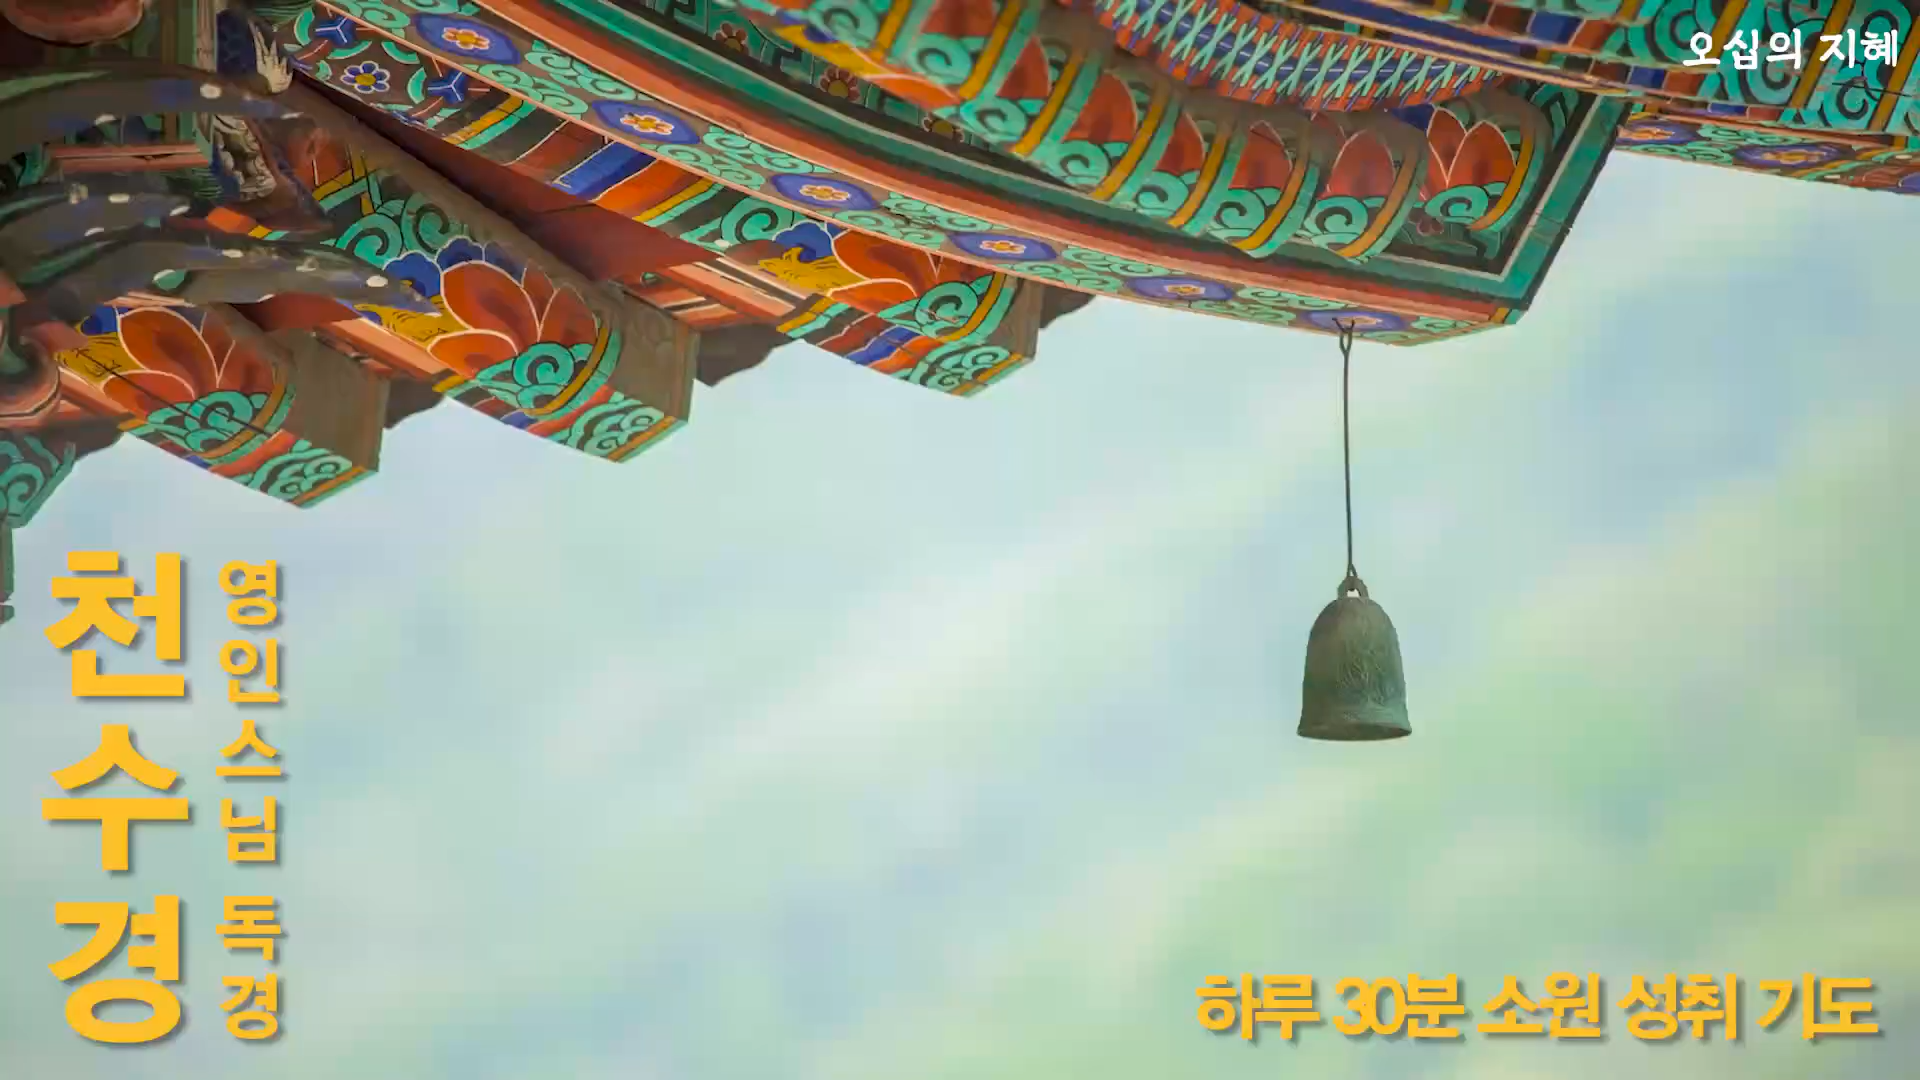 오십의 지혜
천수경
영인스님 독경
하루 30분 소원 성취 기도